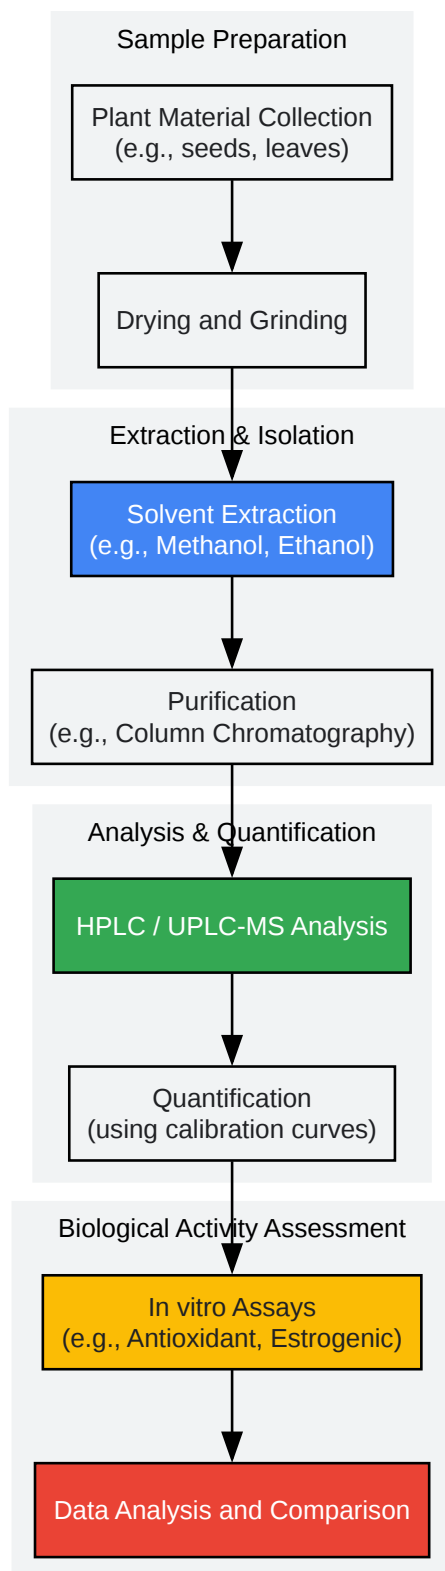 Sample Preparation
Plant Material Collection
(e.g., seeds, leaves)
Drying and Grinding
Extraction & Isolation
Solvent Extraction
(e.g., Methanol, Ethanol)
Purification
(e.g., Column Chromatography)
Analysis & Quantification
HPLC / UPLC-MS Analysis
Quantification
(using calibration curves)
Biological Activity Assessment
In vitro Assays
(e.g., Antioxidant, Estrogenic)
Data Analysis and Comparison